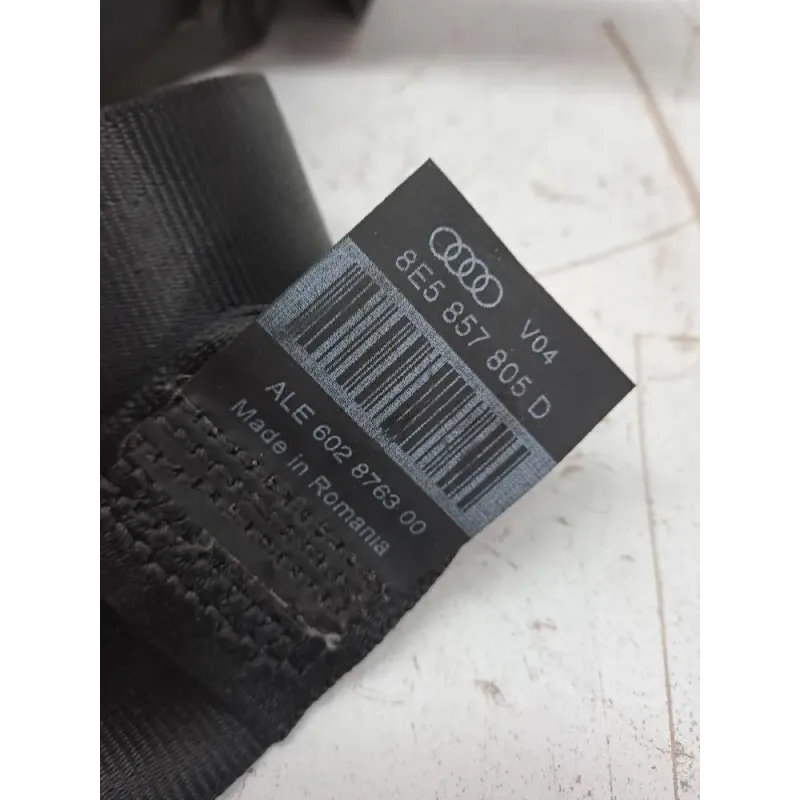 8E5 857 805 D
V04
ALE 602 8763 00
Made in Romania